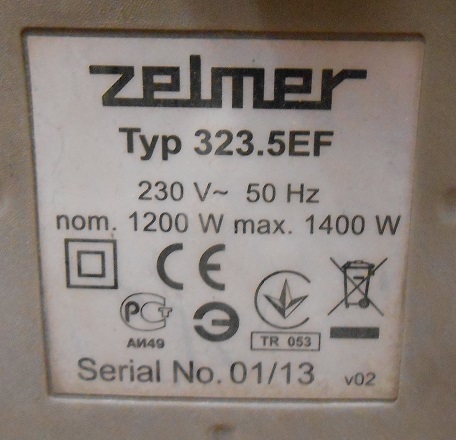 zelmer
Typ 323.5EF
230 V~ 50 Hz
nom. 1200 W max. 1400 W
CE
РСТ
АИ49
TR 053
Serial No. 01/13 v02